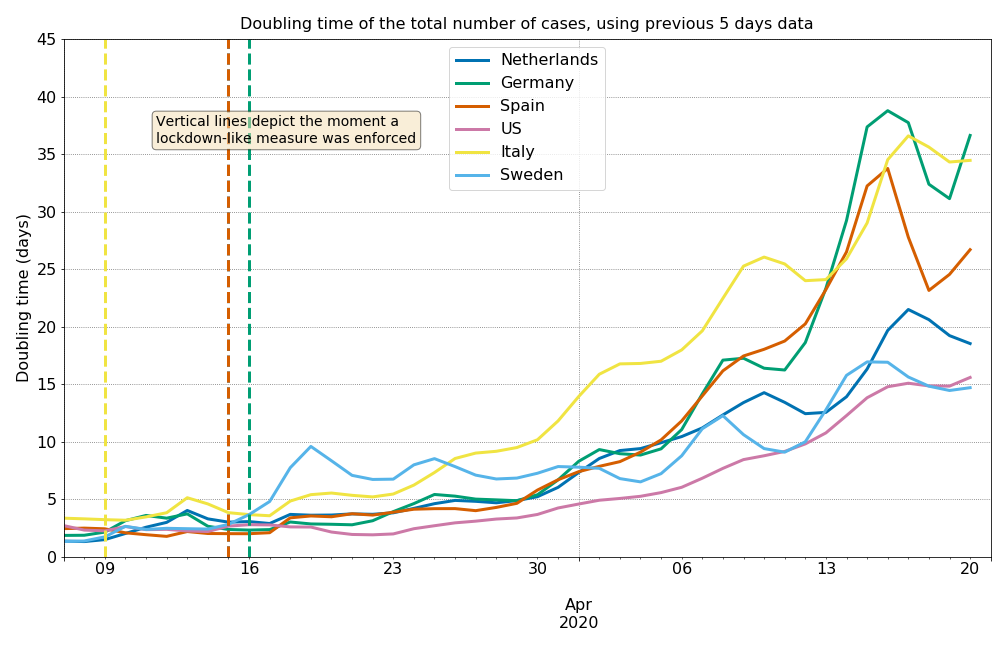 Doubling time of the total number of cases, using previous 5 days data
Doubling time (days)
45
40
35
30
25
20
15
10
5
0
Vertical lines depict the moment a
lockdown-like measure was enforced
Netherlands
Germany
Spain
US
Italy
Sweden
09 16 23 30 06 13 20
Apr
2020